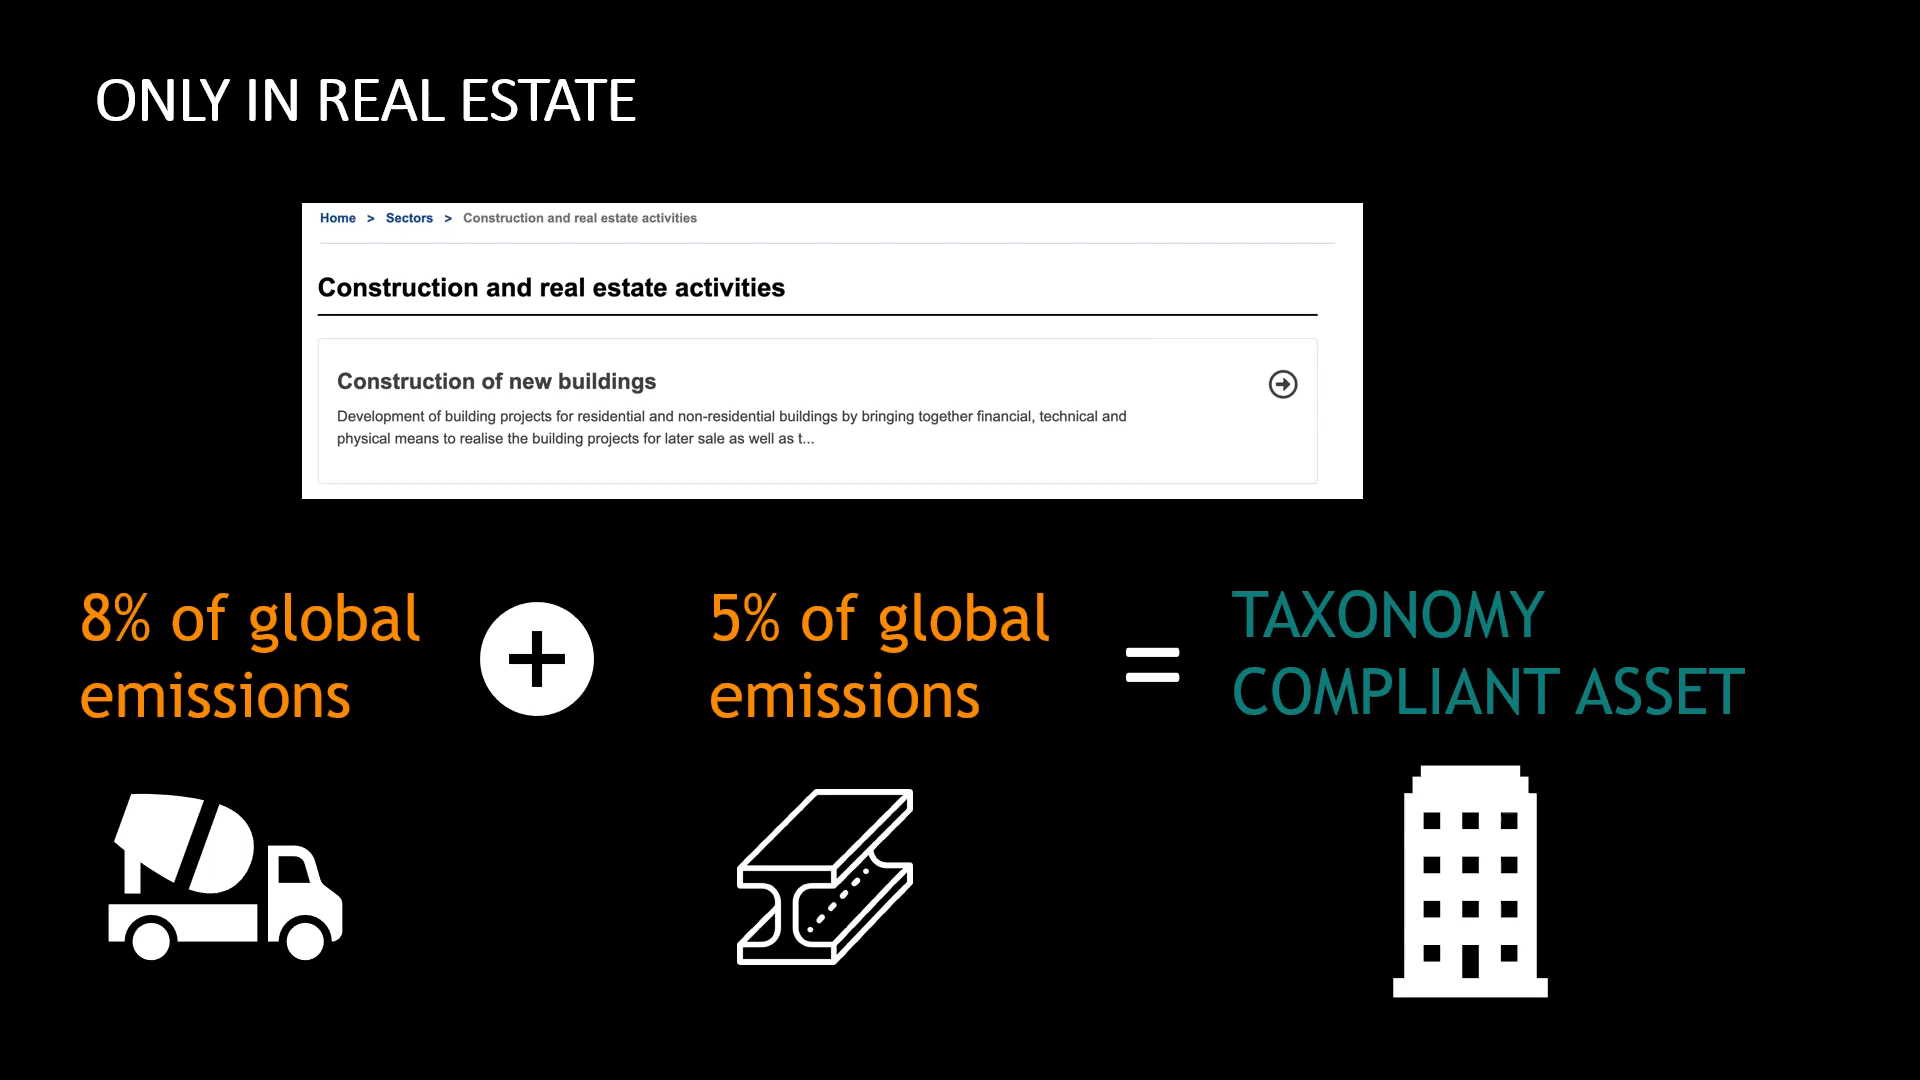 ONLY IN REAL ESTATE
Home > Sectors > Construction and real estate activities
Construction and real estate activities
Construction of new buildings
Development of building projects for residential and non-residential buildings by bringing together financial, technical and
physical means to realise the building projects for later sale as well as t...
8% of global
emissions
+
5% of global
emissions
=
TAXONOMY
COMPLIANT ASSET